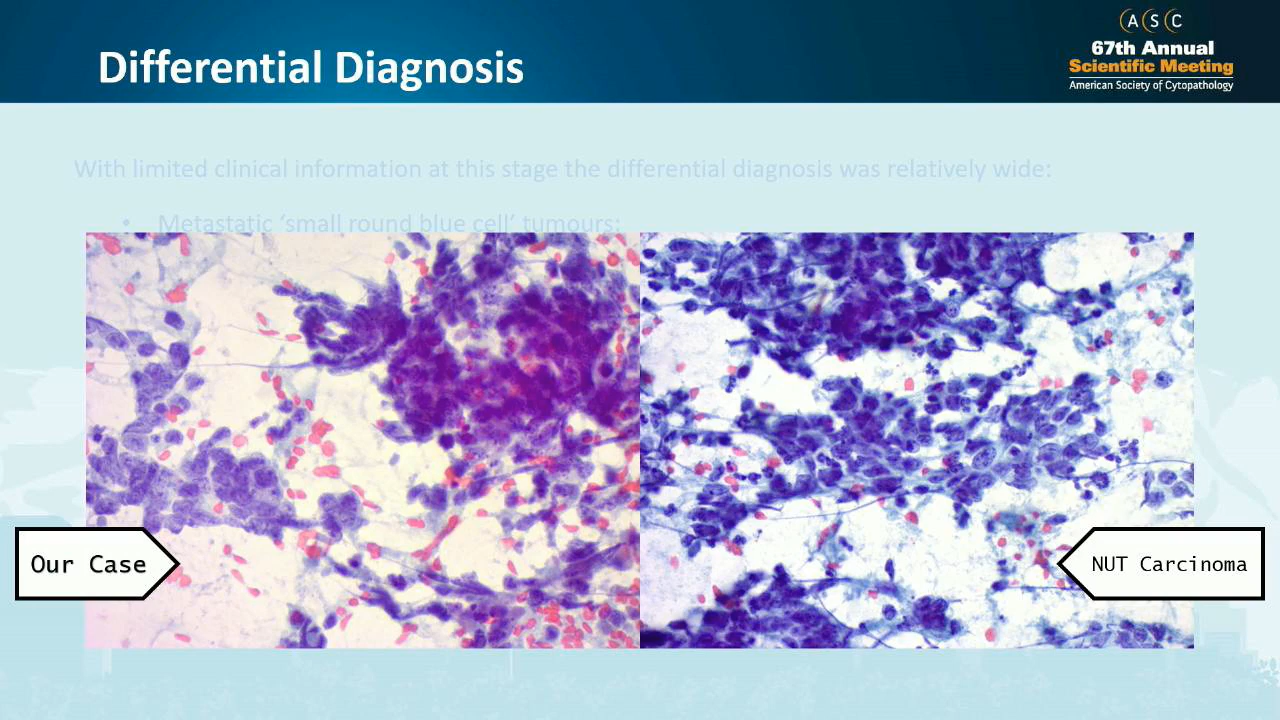 Differential Diagnosis
ASC
67th Annual
Scientific Meeting
American Society of Cytopathology
With limited clinical information at this stage the differential diagnosis was relatively wide:
• Metastatic ‘small round blue cell’ tumours:
Our Case
NUT Carcinoma